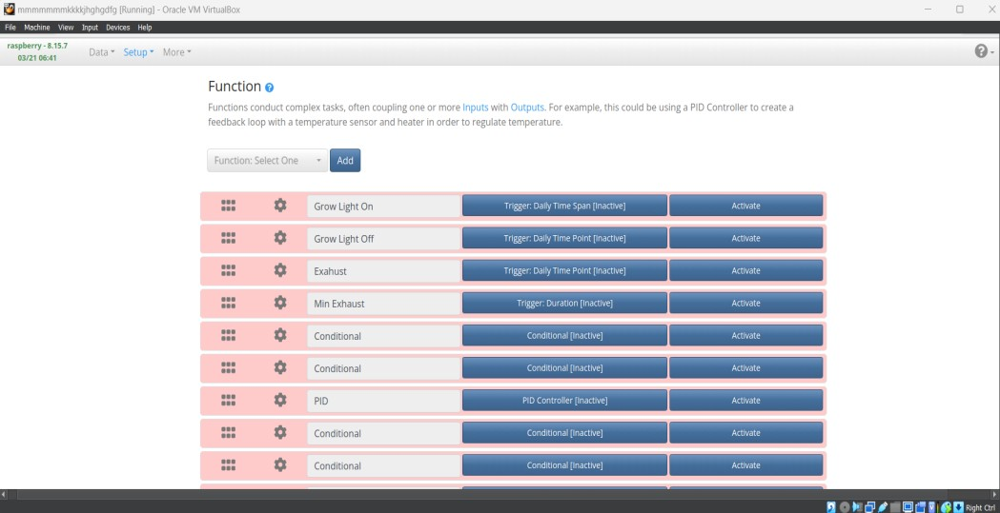 mmmmmmmkkkkjhghgdfg [Running] - Oracle VM VirtualBox
File Machine View Input Devices Help
raspberry - 8.15.7
03/21 06:41
Data Setup More
Function
Functions conduct complex tasks, often coupling one or more Inputs with Outputs. For example, this could be using a PID Controller to create a
feedback loop with a temperature sensor and heater in order to regulate temperature.
Function: Select One Add
Grow Light On Trigger: Daily Time Span [Inactive] Activate
Grow Light Off Trigger: Daily Time Point [Inactive] Activate
Exahust Trigger: Daily Time Point [Inactive] Activate
Min Exhaust Trigger: Duration [Inactive] Activate
Conditional Conditional [Inactive] Activate
Conditional Conditional [Inactive] Activate
PID PID Controller [Inactive] Activate
Conditional Conditional [Inactive] Activate
Conditional Conditional [Inactive] Activate
Right Ctrl